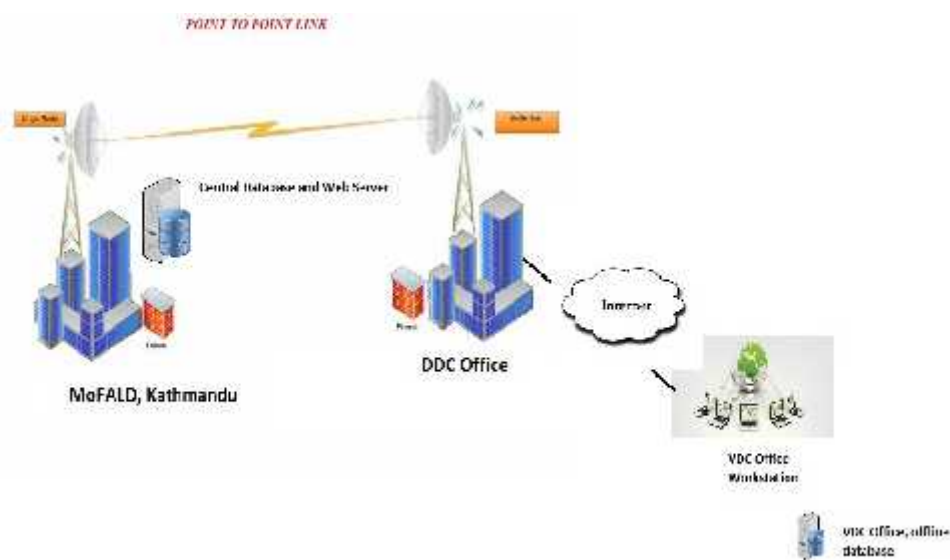 POINT TO POINT LINK
Central Database and Web Server
Internet
DDC Office
MoFALD, Kathmandu
VDC Office
Workstation
VDC Office, offline
database